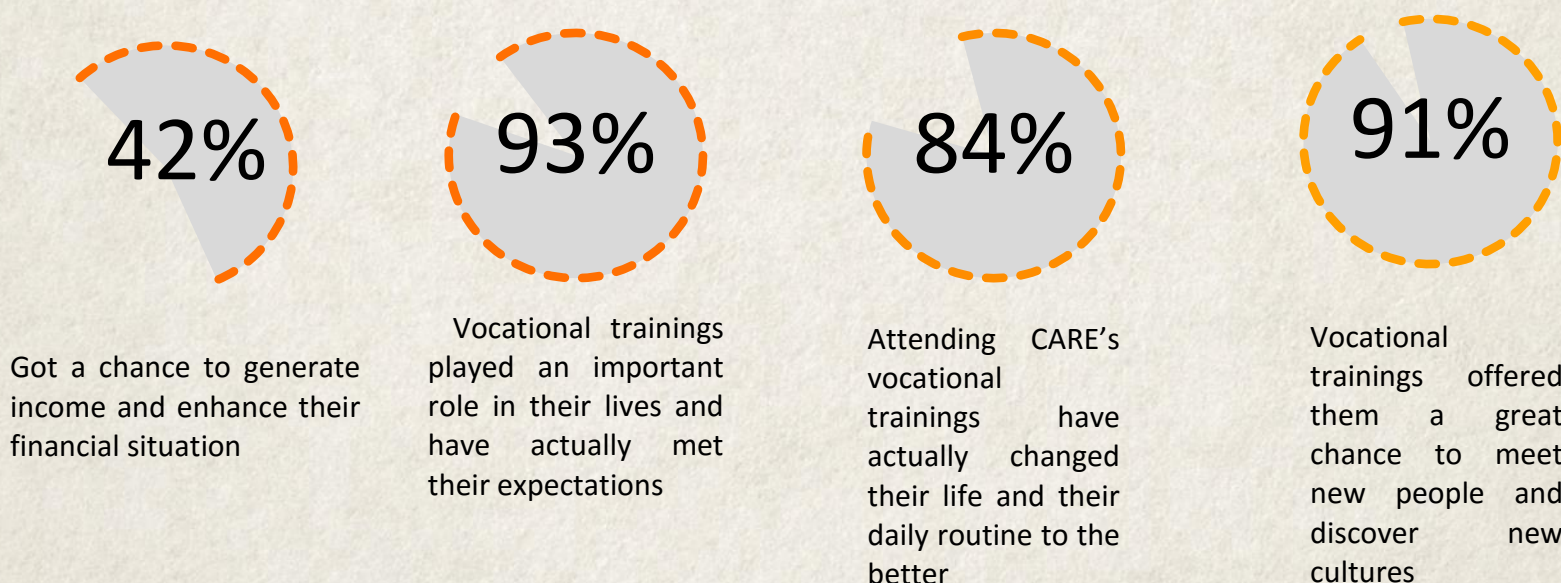 42%
Got a chance to generate
income and enhance their
financial situation
93%
Vocational trainings
played an important
role in their lives and
have actually met
their expectations
84%
Attending CARE’s
vocational
trainings have
actually changed
their life and their
daily routine to the
better
91%
Vocational
trainings offered
them a great
chance to meet
new people and
discover new
cultures